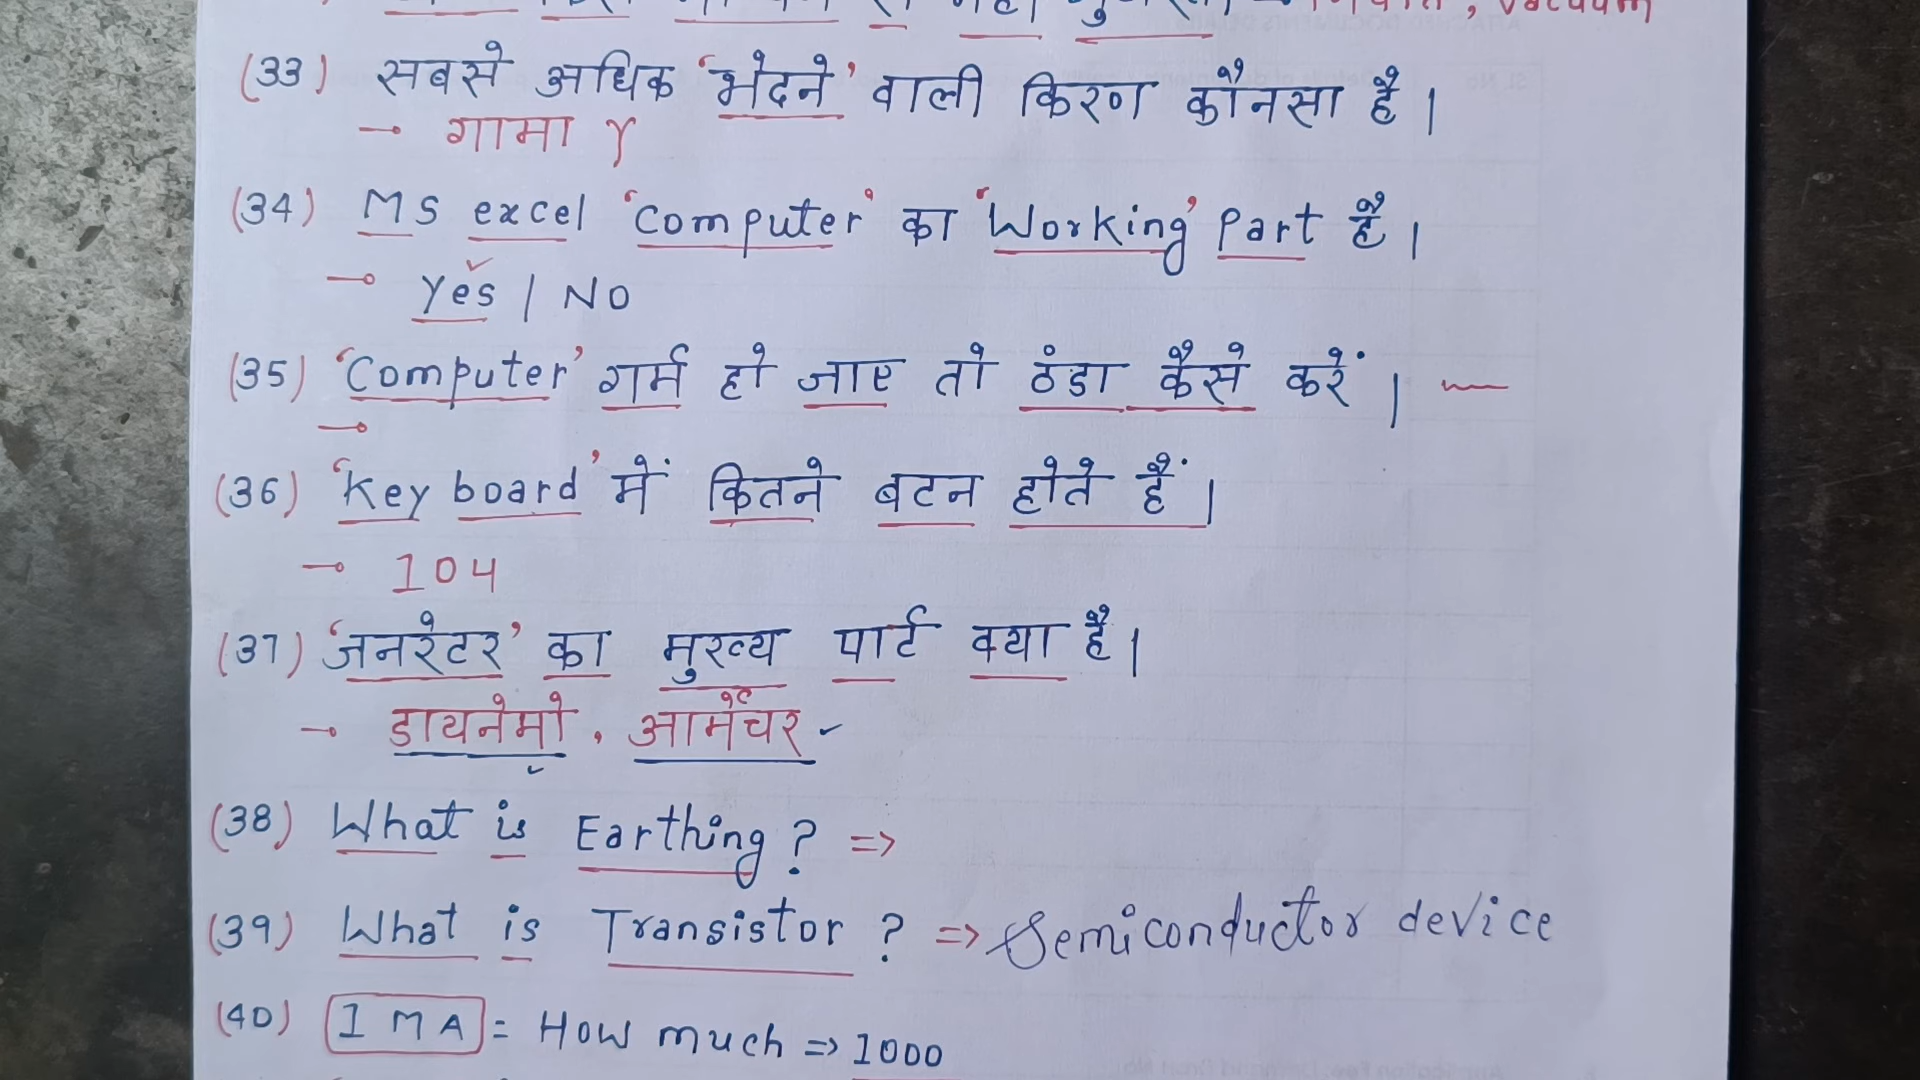 , vacuum
(33) सबसे अधिक 'भेदने' वाली किरण कौनसा है।
→ गामा γ
(34) MS excel 'Computer' का 'Working' Part है।
→ Yes | NO
(35) 'Computer' गर्म हो जाए तो ठंडा कैसे करें। —
→
(36) 'Key board' में कितने बटन होते हैं।
→ 104
(37) 'जनरेटर' का मुख्य पार्ट क्या है।
→ डायनेमो, आर्मेचर
(38) What is Earthing? =>
(39) What is Transistor? => Semiconductor device
(40) 1 MA = How much => 1000